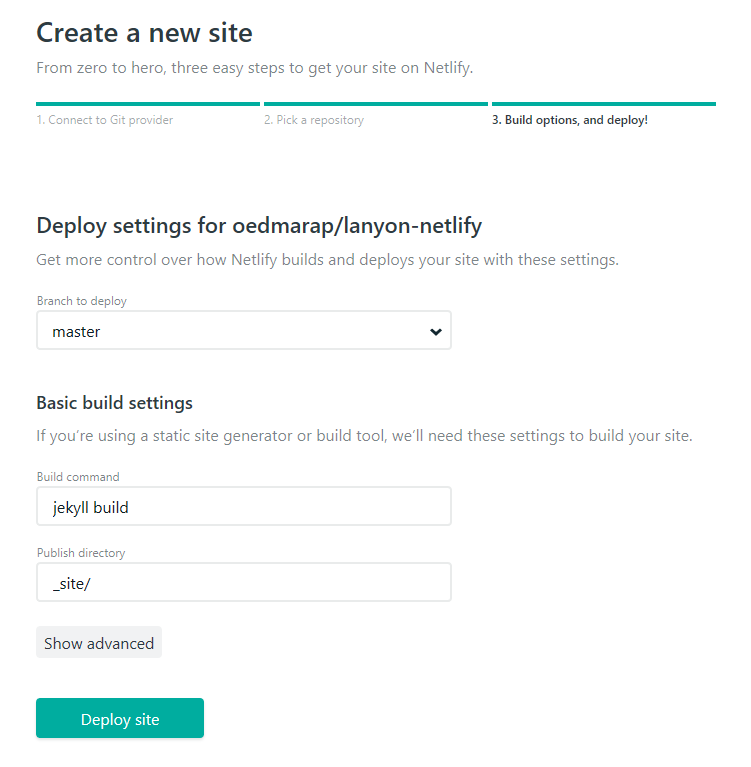 Create a new site
From zero to hero, three easy steps to get your site on Netlify.
1. Connect to Git provider
2. Pick a repository
3. Build options, and deploy!
Deploy settings for oedmarap/lanyon-netlify
Get more control over how Netlify builds and deploys your site with these settings.
Branch to deploy
master
Basic build settings
If you’re using a static site generator or build tool, we’ll need these settings to build your site.
Build command
jekyll build
Publish directory
_site/
Show advanced
Deploy site